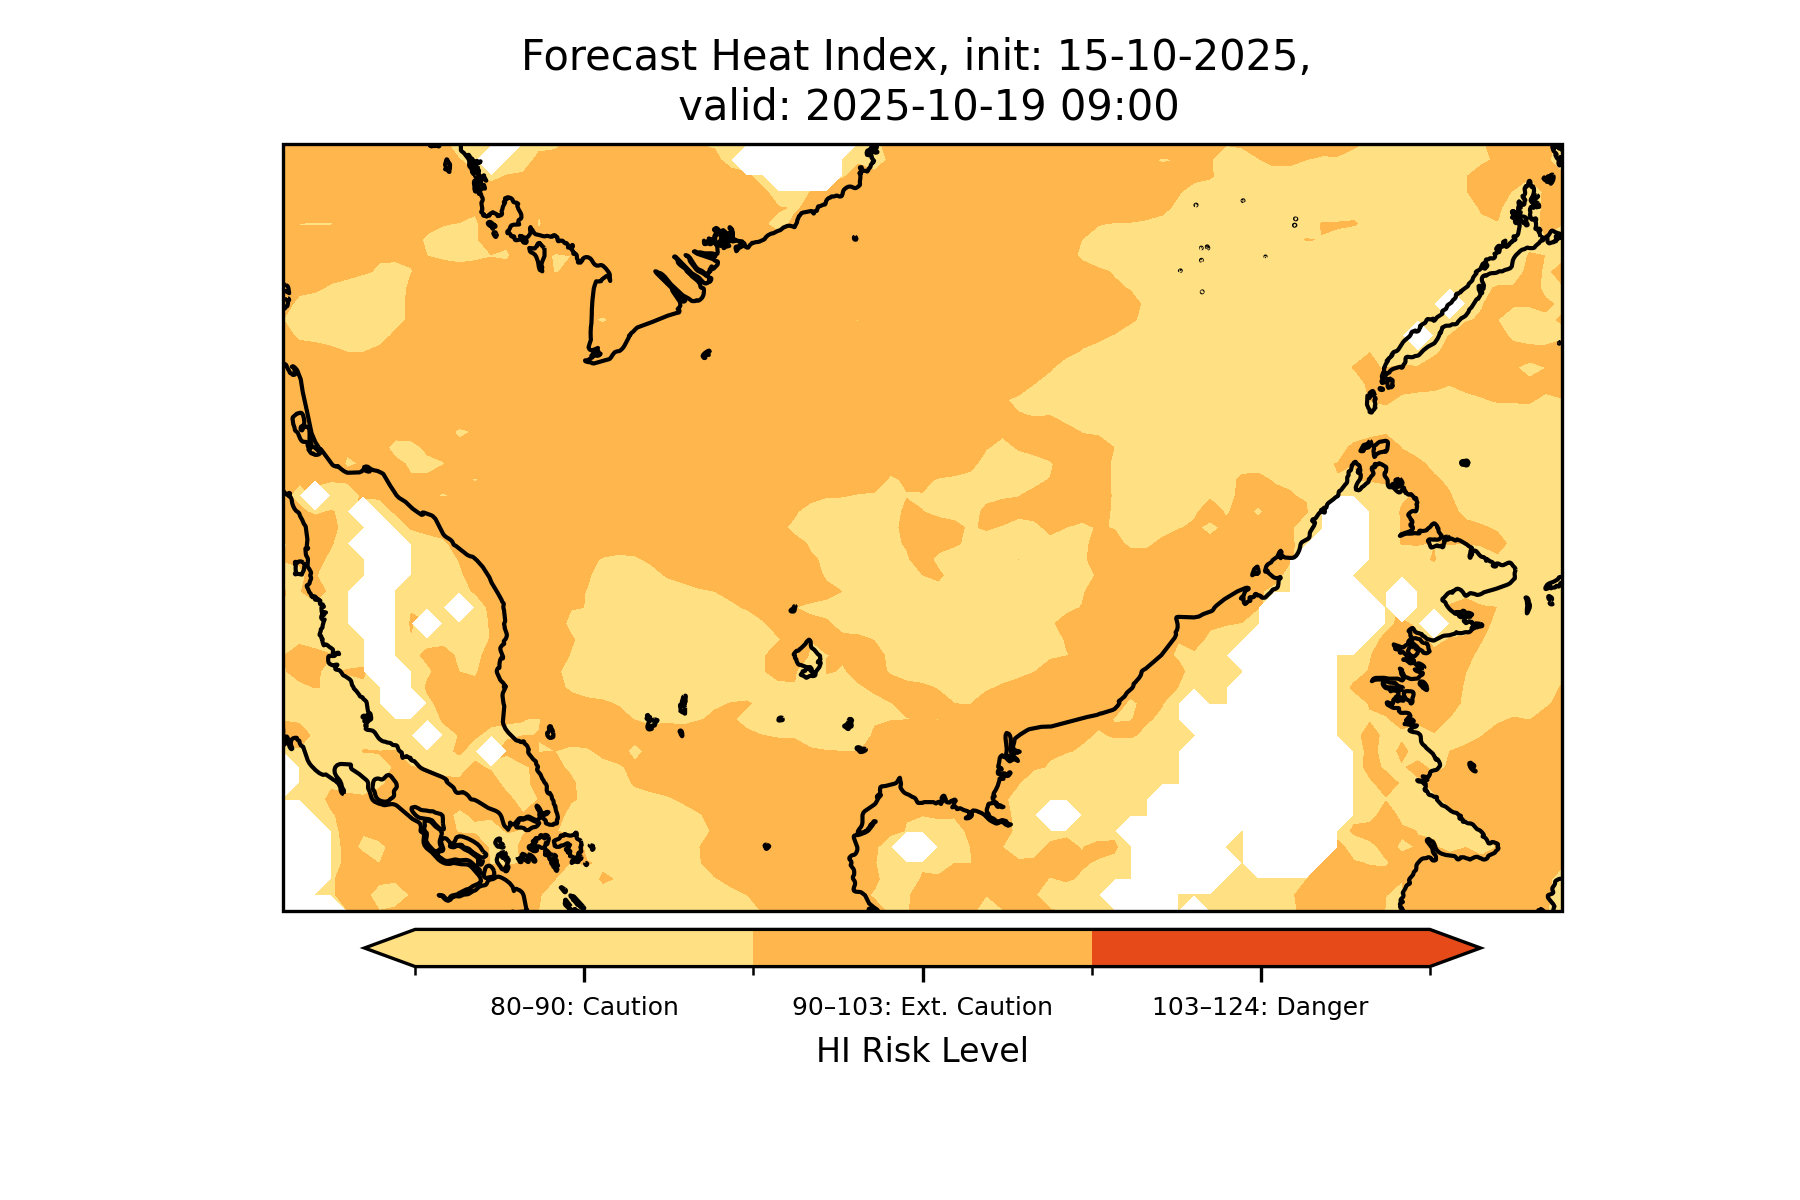 Forecast Heat Index, init: 15-10-2025,
valid: 2025-10-19 09:00
80–90: Caution
90–103: Ext. Caution
103–124: Danger
HI Risk Level